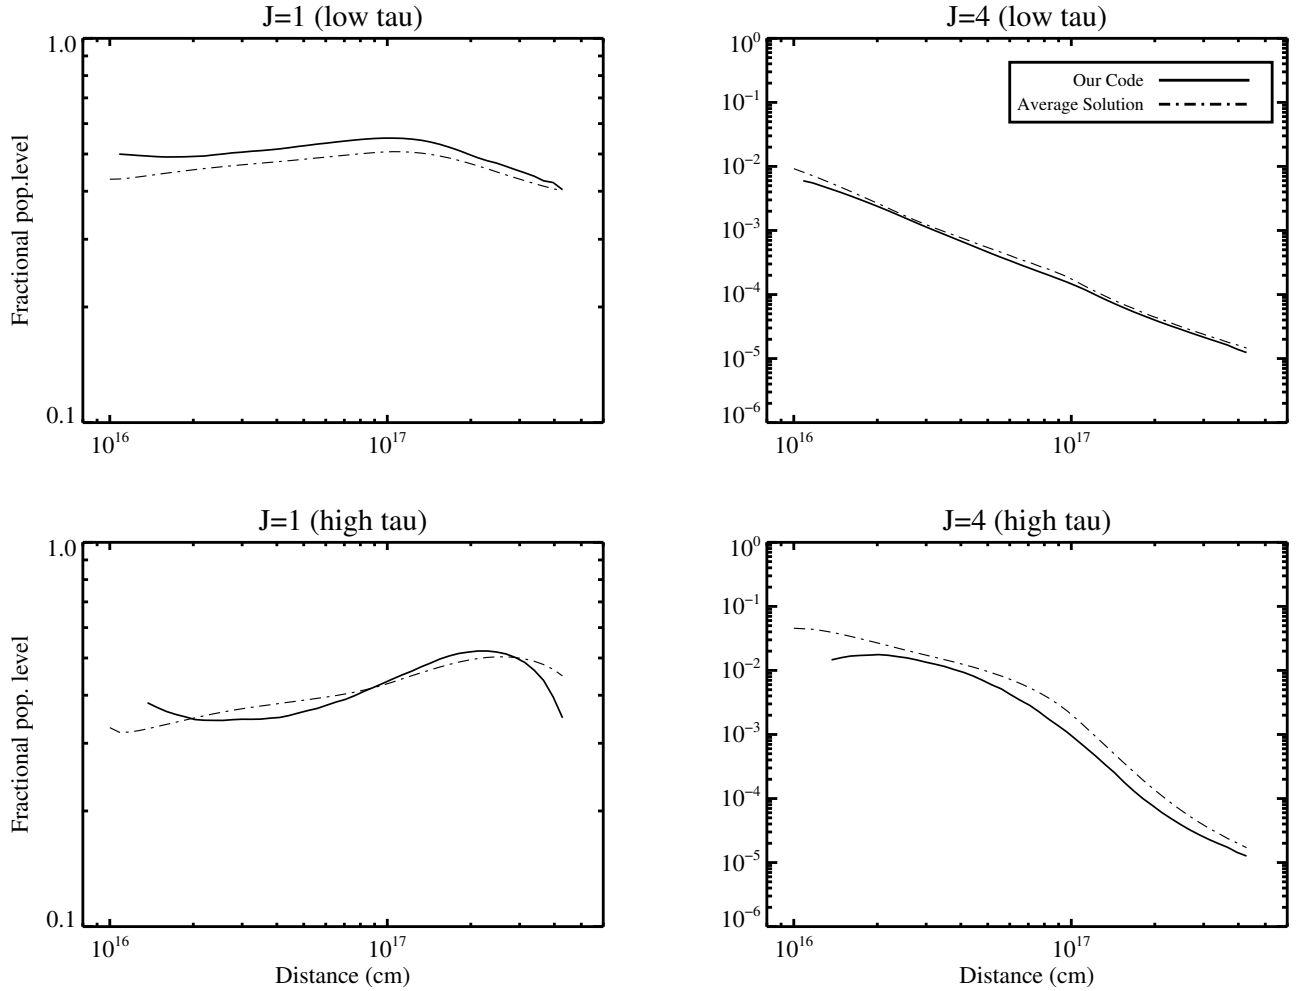 J=1 (low tau)
1.0
0.1
Fractional pop.level
10^16
10^17
J=4 (low tau)
Our Code
Average Solution
10^0
10^-1
10^-2
10^-3
10^-4
10^-5
10^-6
10^16
10^17
J=1 (high tau)
1.0
0.1
Fractional pop. level
10^16
10^17
Distance (cm)
J=4 (high tau)
10^0
10^-1
10^-2
10^-3
10^-4
10^-5
10^-6
10^16
10^17
Distance (cm)